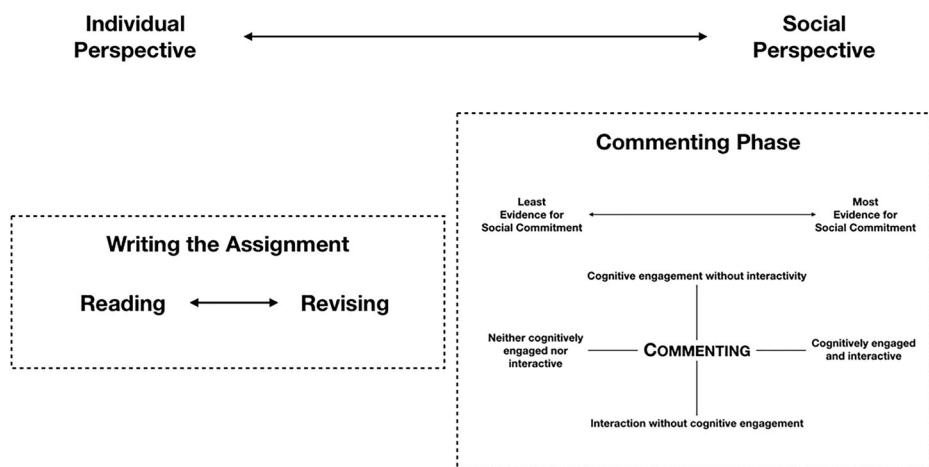 Individual
Perspective
Social
Perspective
Commenting Phase
Least
Evidence for
Social Commitment
Most
Evidence for
Social Commitment
Writing the Assignment
Reading
Revising
Cognitive engagement without interactivity
Neither cognitively
engaged nor
interactive
COMMENTING
Cognitively engaged
and interactive
Interaction without cognitive engagement